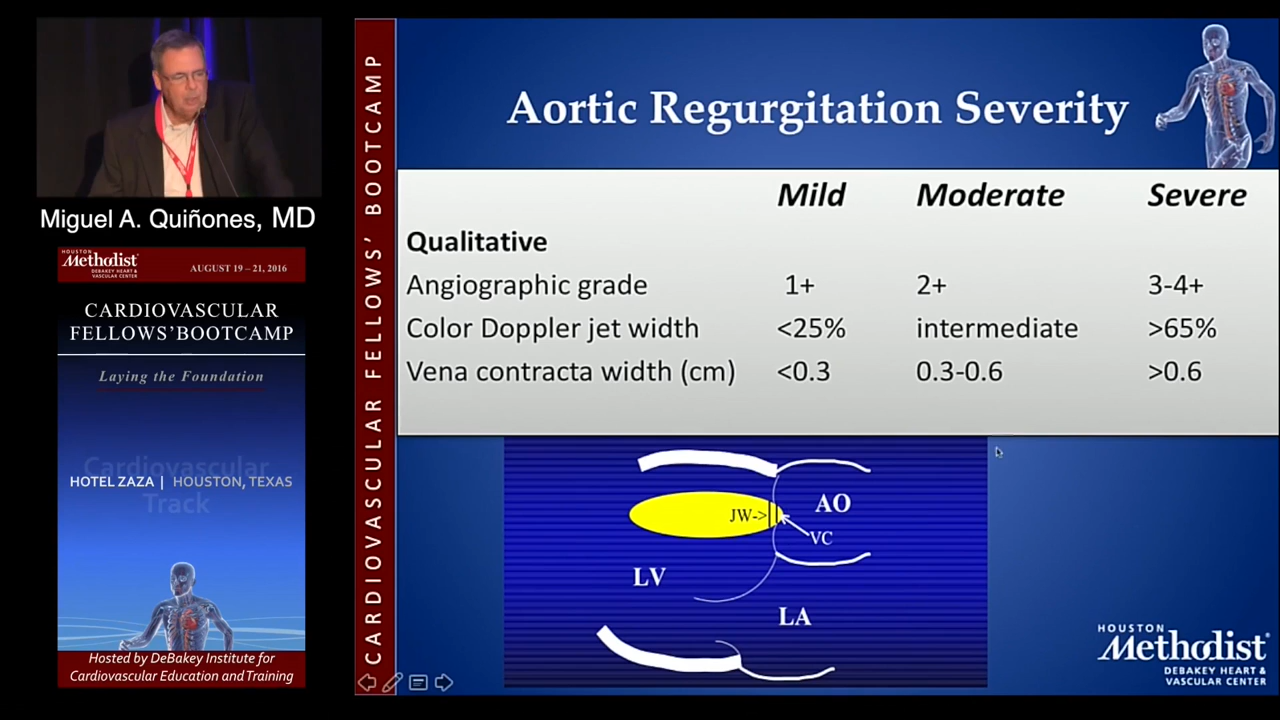 Miguel A. Quiñones, MD
HOUSTON
Methodist
DEBAKEY HEART &
VASCULAR CENTER
AUGUST 19 – 21, 2016
CARDIOVASCULAR
FELLOWS'BOOTCAMP
Laying the Foundation
Cardiovascular
HOTEL ZAZA | HOUSTON, TEXAS
Track
Hosted by DeBakey Institute for
Cardiovascular Education and Training
CARDIOVASCULAR FELLOWS' BOOTCAMP
Aortic Regurgitation Severity
Mild Moderate Severe
Qualitative
Angiographic grade 1+ 2+ 3-4+
Color Doppler jet width <25% intermediate >65%
Vena contracta width (cm) <0.3 0.3-0.6 >0.6
JW->
AO
VC
LV
LA
HOUSTON
Methodist
DEBAKEY HEART &
VASCULAR CENTER